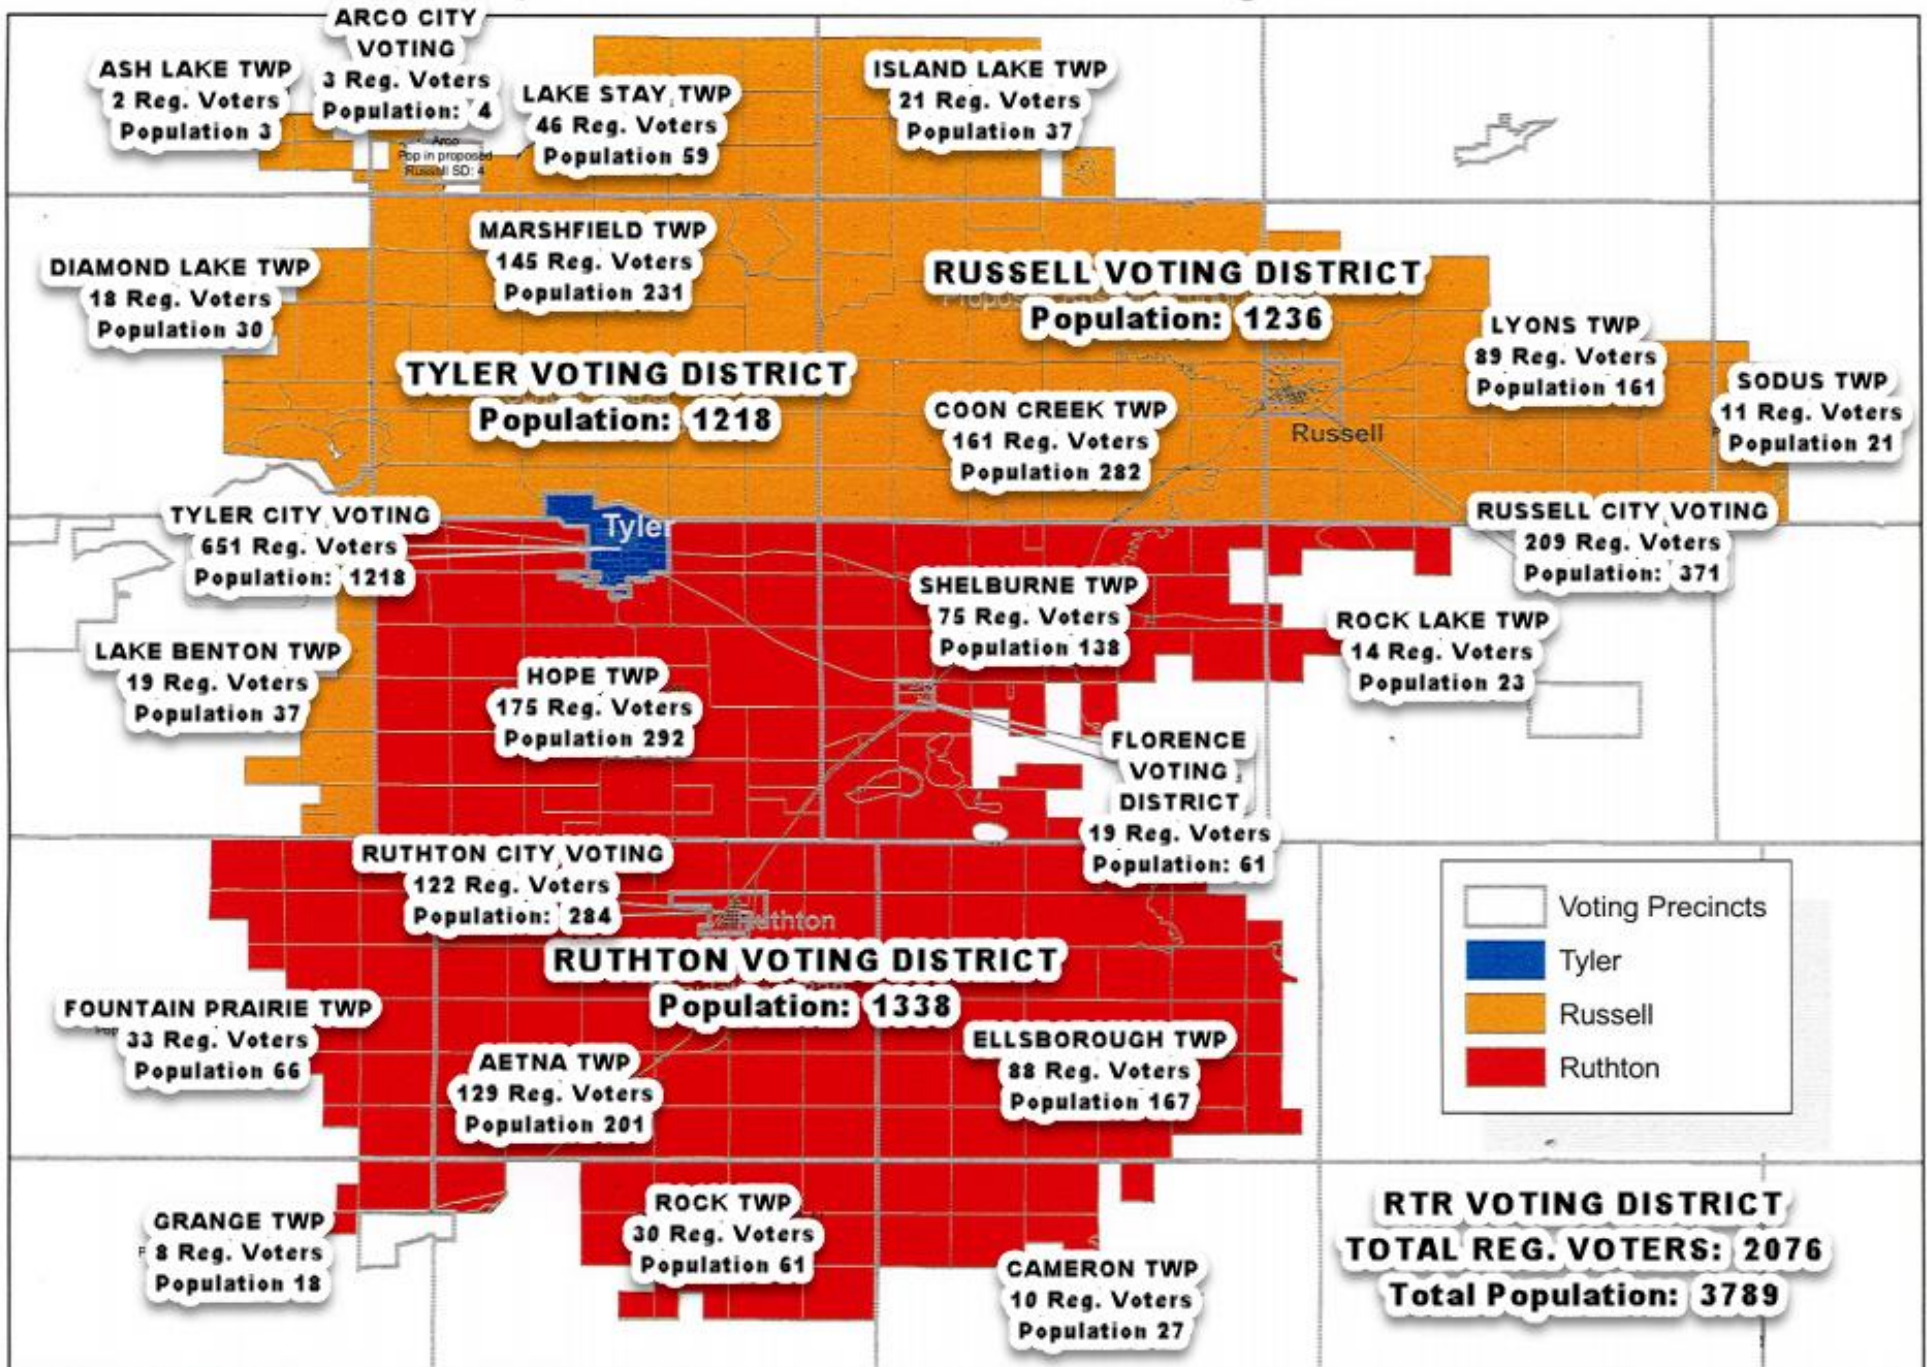 ARCO CITY
VOTING
3 Reg. Voters
Population: 4
ASH LAKE TWP
2 Reg. Voters
Population 3
LAKE STAY TWP
46 Reg. Voters
Population 59
ISLAND LAKE TWP
21 Reg. Voters
Population 37
Arco
Pop in proposed
Russell SD: 4
MARSHFIELD TWP
145 Reg. Voters
Population 231
DIAMOND LAKE TWP
18 Reg. Voters
Population 30
RUSSELL VOTING DISTRICT
Population: 1236
LYONS TWP
89 Reg. Voters
Population 161
TYLER VOTING DISTRICT
Population: 1218
SODUS TWP
11 Reg. Voters
Population 21
COON CREEK TWP
161 Reg. Voters
Population 282
Russell
TYLER CITY VOTING
651 Reg. Voters
Population: 1218
Tyler
RUSSELL CITY VOTING
209 Reg. Voters
Population: 371
SHELBURNE TWP
75 Reg. Voters
Population 138
ROCK LAKE TWP
14 Reg. Voters
Population 23
LAKE BENTON TWP
19 Reg. Voters
Population 37
HOPE TWP
175 Reg. Voters
Population 292
FLORENCE
VOTING
DISTRICT
19 Reg. Voters
Population: 61
RUTHTON CITY VOTING
122 Reg. Voters
Population: 284
Ruthton
RUTHTON VOTING DISTRICT
Population: 1338
Voting Precincts
Tyler
Russell
Ruthton
FOUNTAIN PRAIRIE TWP
33 Reg. Voters
Population 66
AETNA TWP
129 Reg. Voters
Population 201
ELLSBOROUGH TWP
88 Reg. Voters
Population 167
GRANGE TWP
8 Reg. Voters
Population 18
ROCK TWP
30 Reg. Voters
Population 61
CAMERON TWP
10 Reg. Voters
Population 27
RTR VOTING DISTRICT
TOTAL REG. VOTERS: 2076
Total Population: 3789